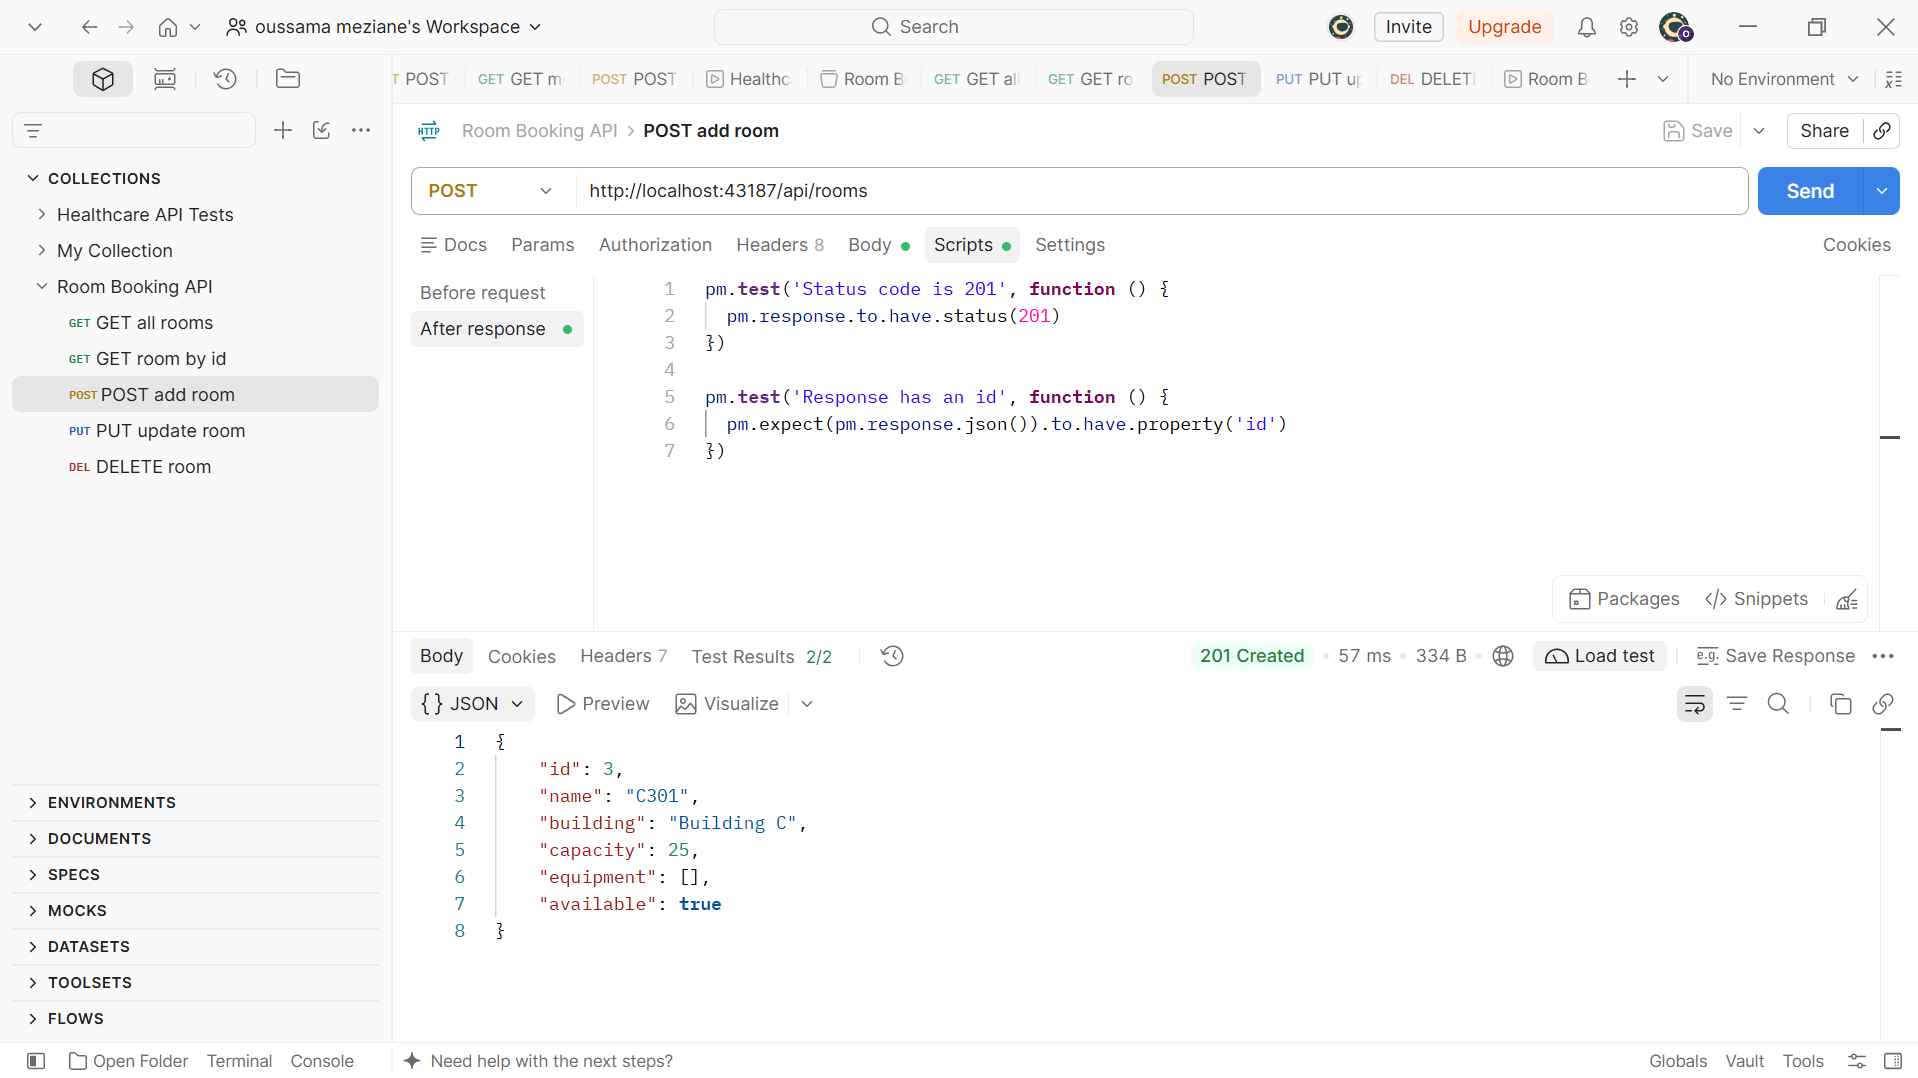 oussama meziane's Workspace
Search
Invite
Upgrade
POST
GET GET m
POST POST
Healthc
Room B
GET GET all
GET GET ro
POST POST
PUT PUT up
DEL DELET
Room B
No Environment
HTTP Room Booking API > POST add room
Save
Share
COLLECTIONS
Healthcare API Tests
My Collection
Room Booking API
GET GET all rooms
GET GET room by id
POST POST add room
PUT PUT update room
DEL DELETE room
ENVIRONMENTS
DOCUMENTS
SPECS
MOCKS
DATASETS
TOOLSETS
FLOWS
POST
http://localhost:43187/api/rooms
Send
Docs
Params
Authorization
Headers 8
Body
Scripts
Settings
Cookies
Before request
After response
1 pm.test('Status code is 201', function () {
2 pm.response.to.have.status(201)
3 })
4
5 pm.test('Response has an id', function () {
6 pm.expect(pm.response.json()).to.have.property('id')
7 })
Packages
</> Snippets
Body
Cookies
Headers 7
Test Results 2/2
201 Created • 57 ms • 334 B
Load test
e.g. Save Response
{} JSON
Preview
Visualize
1 {
2 "id": 3,
3 "name": "C301",
4 "building": "Building C",
5 "capacity": 25,
6 "equipment": [],
7 "available": true
8 }
Open Folder
Terminal
Console
Need help with the next steps?
Globals
Vault
Tools